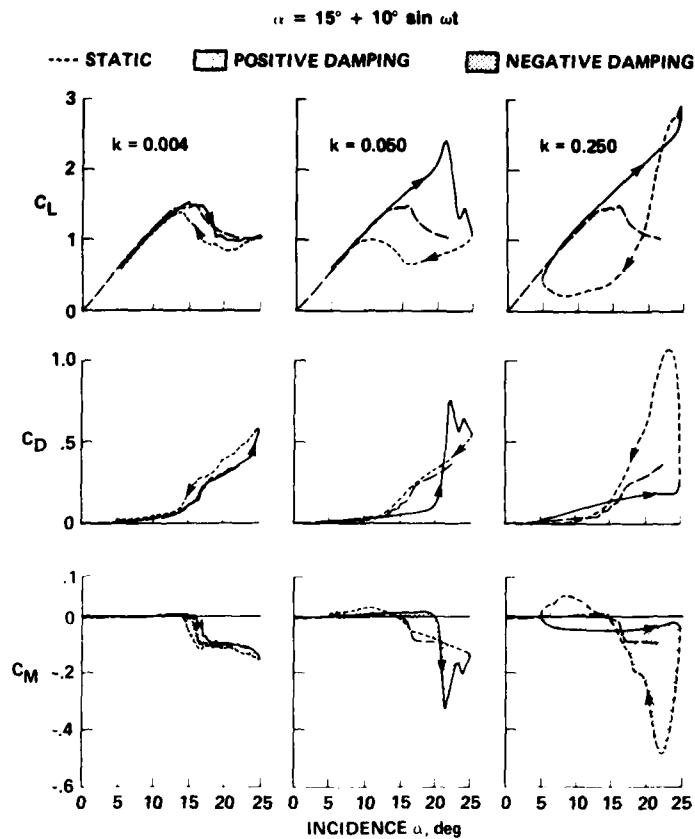 α = 15° + 10° sin ωt
---- STATIC POSITIVE DAMPING NEGATIVE DAMPING
3
2
C_L
1
0
k = 0.004
k = 0.050
k = 0.250
1.0
C_D
.5
0
.1
0
C_M
-.2
-.4
-.6
0 5 10 15 20 25 0 5 10 15 20 25 0 5 10 15 20 25
INCIDENCE α, deg